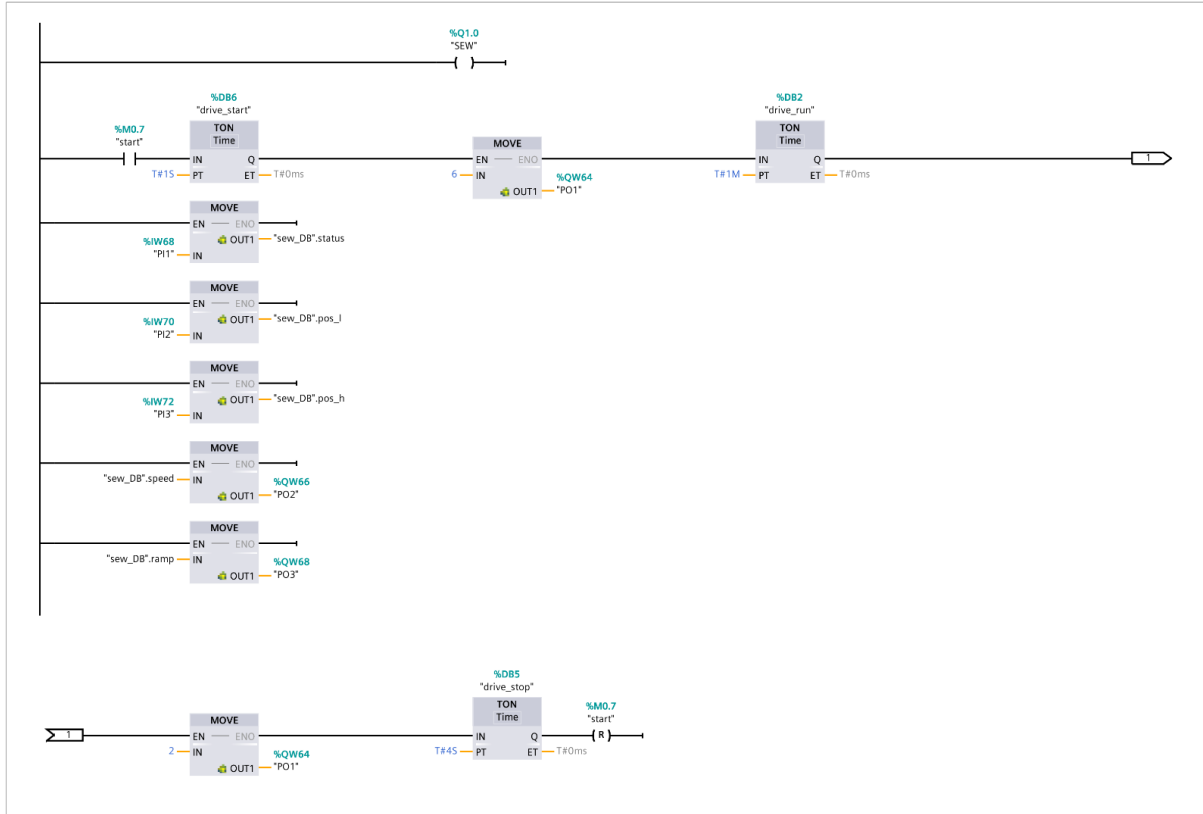 %Q1.0
"SEW"
%DB6
"drive_start"
%DB2
"drive_run"
TON
Time
TON
Time
%M0.7
"start"
MOVE
IN Q
EN ENO
IN Q
T#1S PT ET T#0ms
6 IN
%QW64
OUT1 "PO1"
T#1M PT ET T#0ms
1
MOVE
EN ENO
OUT1 "sew_DB".status
%IW68
"PI1" IN
MOVE
EN ENO
OUT1 "sew_DB".pos_l
%IW70
"PI2" IN
MOVE
EN ENO
OUT1 "sew_DB".pos_h
%IW72
"PI3" IN
MOVE
EN ENO
"sew_DB".speed IN
%QW66
OUT1 "PO2"
MOVE
EN ENO
"sew_DB".ramp IN
%QW68
OUT1 "PO3"
%DB5
"drive_stop"
TON
Time
%M0.7
"start"
MOVE
1
EN ENO
IN Q
R
2 IN
%QW64
OUT1 "PO1"
T#4S PT ET T#0ms